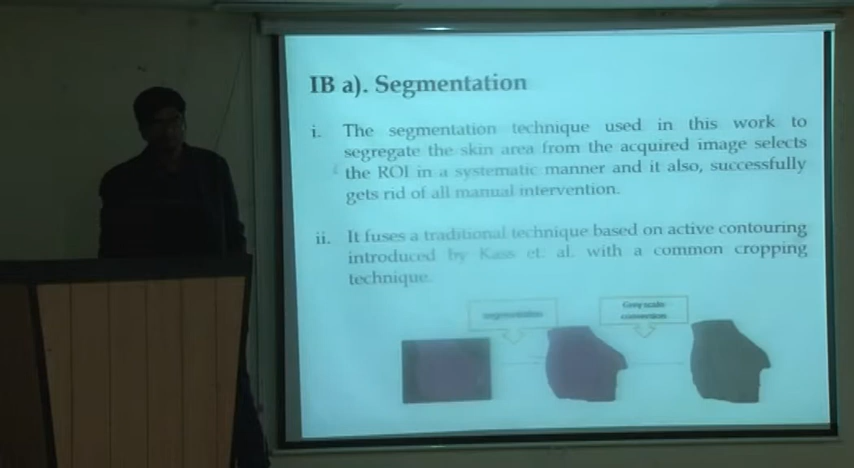 IB a). Segmentation
i. The segmentation technique used in this work to
segregate the skin area from the acquired image selects
the ROI in a systematic manner and it also, successfully
gets rid of all manual intervention.
ii. It fuses a traditional technique based on active contouring
introduced by Kass et. al. with a common cropping
technique.
segmentation
Grey scale
conversion